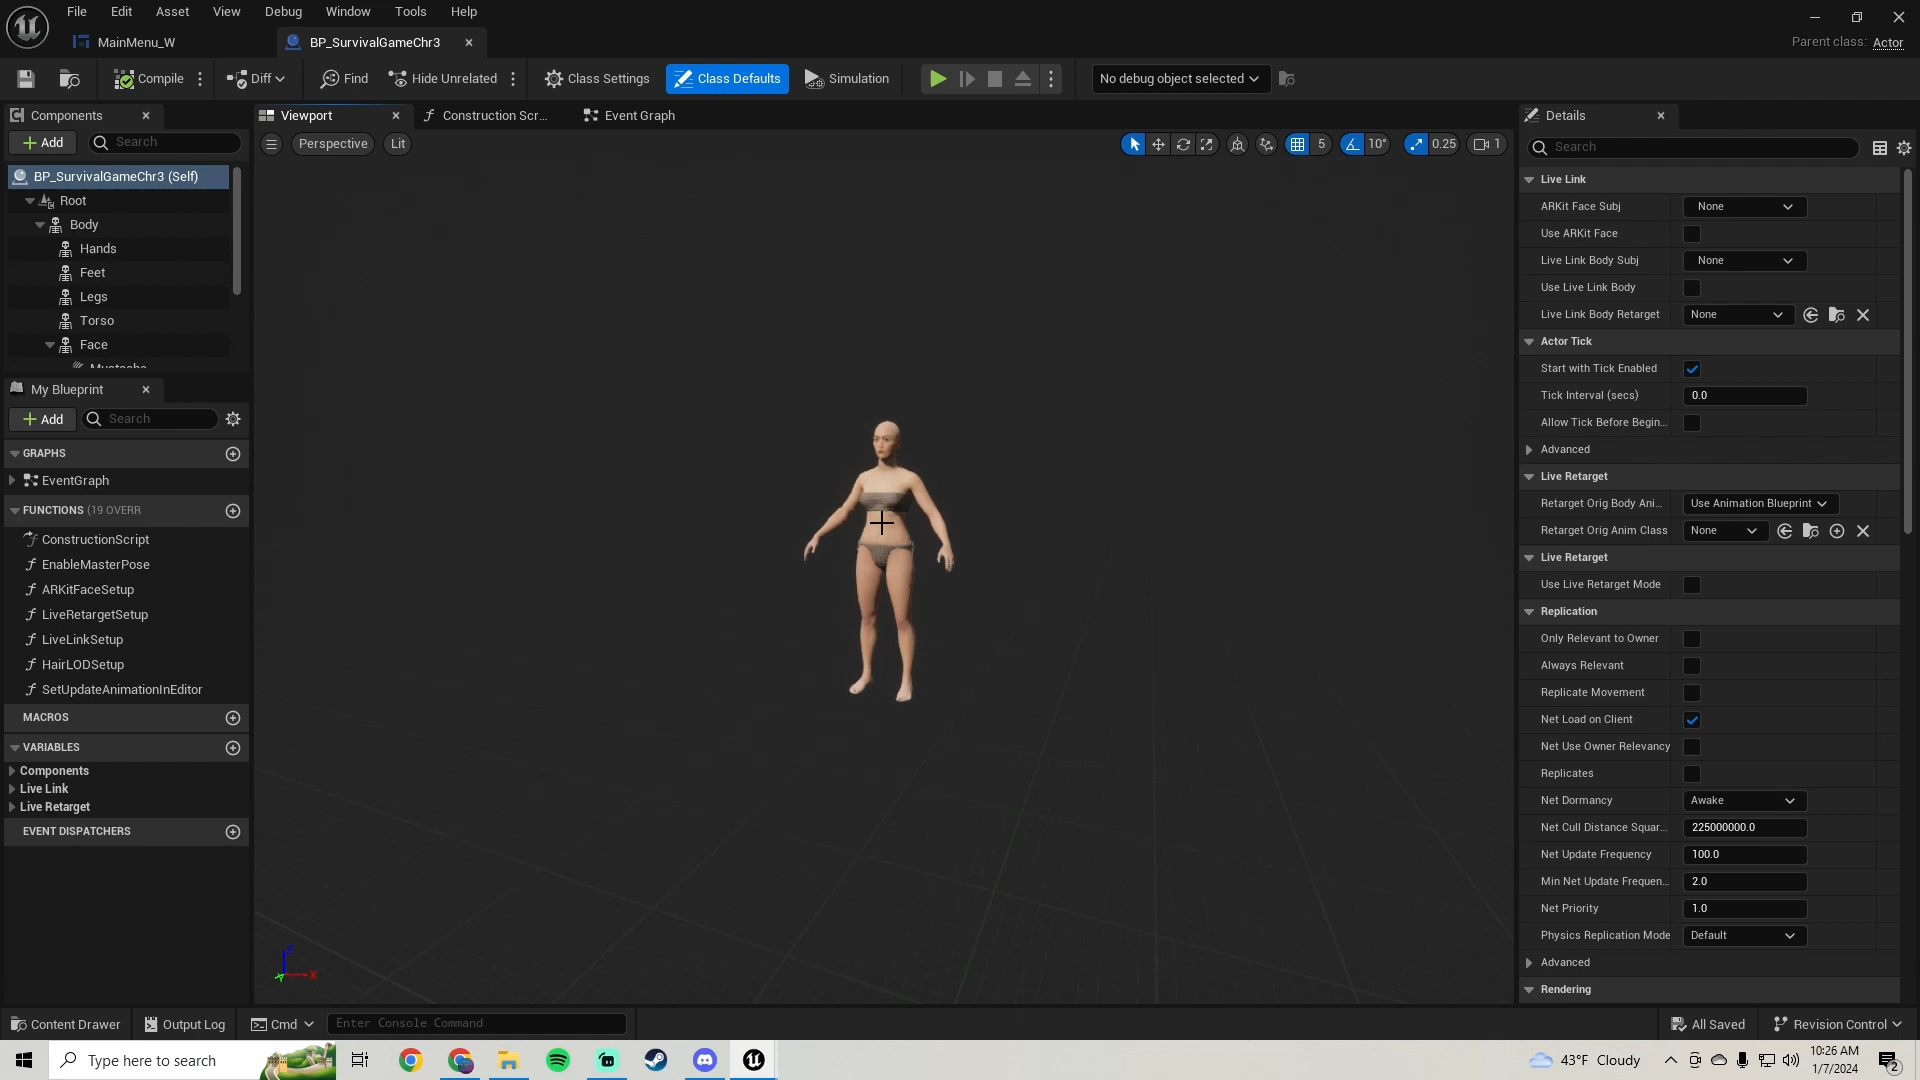 File Edit Asset View Debug Window Tools Help
MainMenu_W
BP_SurvivalGameChr3
Parent class: Actor
Compile
Diff
Find
Hide Unrelated
Class Settings
Class Defaults
Simulation
No debug object selected
Components
Add
Search
BP_SurvivalGameChr3 (Self)
Root
Body
Hands
Feet
Legs
Torso
Face
My Blueprint
Add
Search
GRAPHS
EventGraph
FUNCTIONS (19 OVERR
ConstructionScript
EnableMasterPose
ARKitFaceSetup
LiveRetargetSetup
LiveLinkSetup
HairLODSetup
SetUpdateAnimationInEditor
MACROS
VARIABLES
Components
Live Link
Live Retarget
EVENT DISPATCHERS
Viewport
Construction Scr...
Event Graph
Perspective
Lit
5
10°
0.25
1
Z
X
Y
Details
Search
Live Link
ARKit Face Subj None
Use ARKit Face
Live Link Body Subj None
Use Live Link Body
Live Link Body Retarget None
Actor Tick
Start with Tick Enabled
Tick Interval (secs) 0.0
Allow Tick Before Begin...
Advanced
Live Retarget
Retarget Orig Body Ani... Use Animation Blueprint
Retarget Orig Anim Class None
Live Retarget
Use Live Retarget Mode
Replication
Only Relevant to Owner
Always Relevant
Replicate Movement
Net Load on Client
Net Use Owner Relevancy
Replicates
Net Dormancy Awake
Net Cull Distance Squar... 225000000.0
Net Update Frequency 100.0
Min Net Update Frequen... 2.0
Net Priority 1.0
Physics Replication Mode Default
Advanced
Rendering
Content Drawer
Output Log
Cmd
Enter Console Command
All Saved
Revision Control
Type here to search
43°F Cloudy
10:26 AM
1/7/2024
2